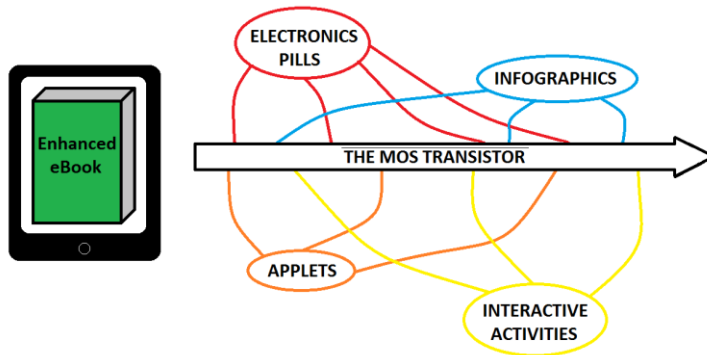 Enhanced
eBook
ELECTRONICS
PILLS
INFOGRAPHICS
THE MOS TRANSISTOR
APPLETS
INTERACTIVE
ACTIVITIES